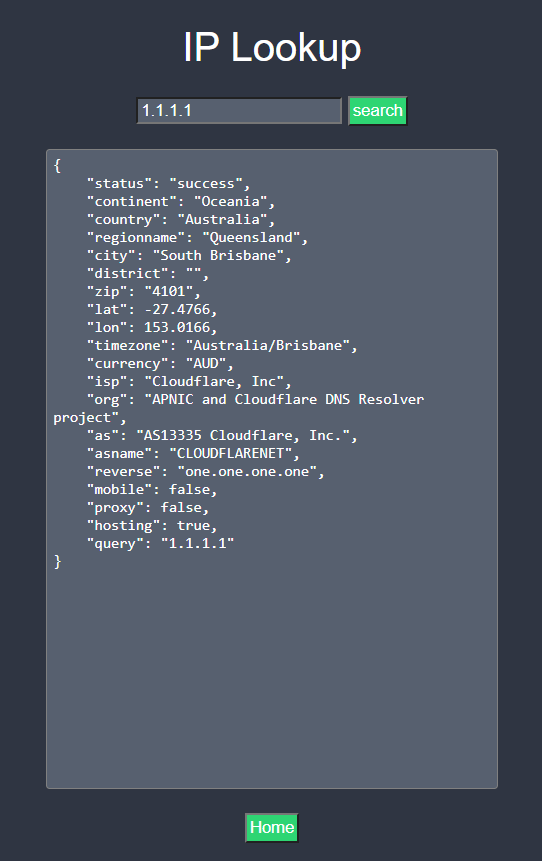 IP Lookup
1.1.1.1 search
{
    "status": "success",
    "continent": "Oceania",
    "country": "Australia",
    "regionname": "Queensland",
    "city": "South Brisbane",
    "district": "",
    "zip": "4101",
    "lat": -27.4766,
    "lon": 153.0166,
    "timezone": "Australia/Brisbane",
    "currency": "AUD",
    "isp": "Cloudflare, Inc",
    "org": "APNIC and Cloudflare DNS Resolver
project",
    "as": "AS13335 Cloudflare, Inc.",
    "asname": "CLOUDFLARENET",
    "reverse": "one.one.one.one",
    "mobile": false,
    "proxy": false,
    "hosting": true,
    "query": "1.1.1.1"
}
Home